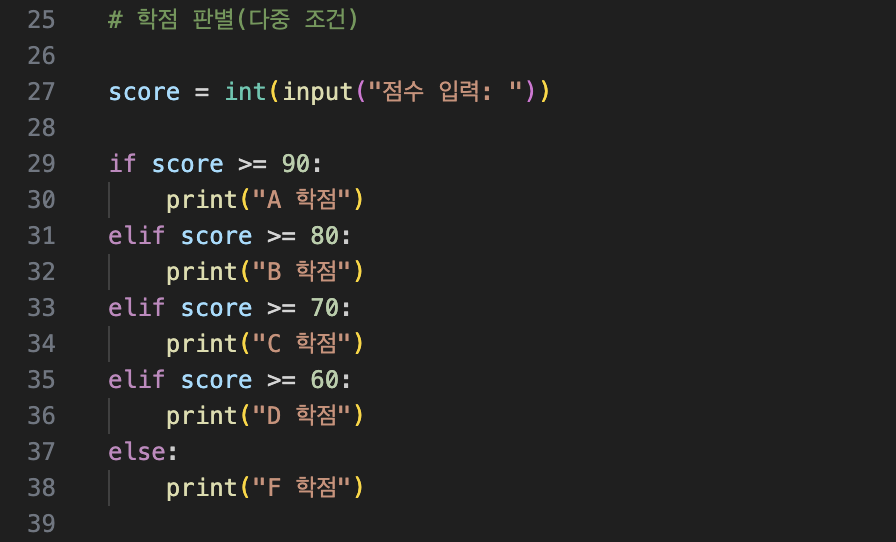 25 # 학점 판별(다중 조건)
26
27 score = int(input("점수 입력: "))
28
29 if score >= 90:
30     print("A 학점")
31 elif score >= 80:
32     print("B 학점")
33 elif score >= 70:
34     print("C 학점")
35 elif score >= 60:
36     print("D 학점")
37 else:
38     print("F 학점")
39